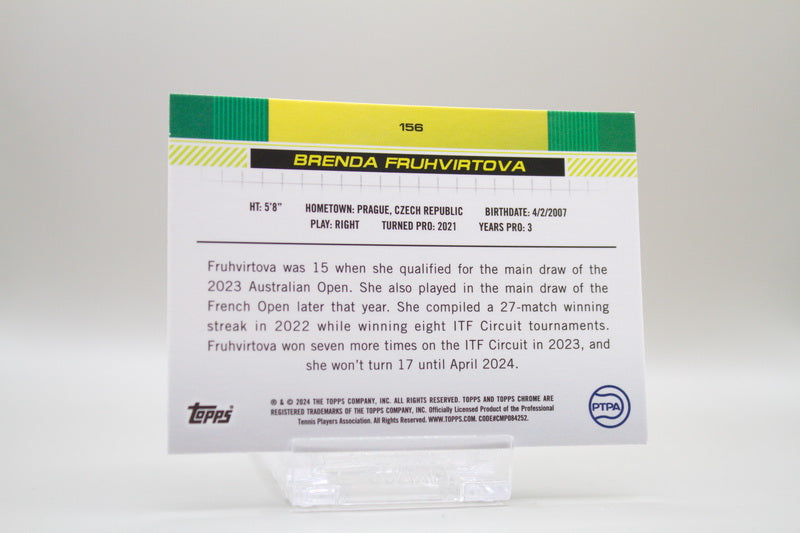 156
BRENDA FRUHVIRTOVA
HT: 5'8" HOMETOWN: PRAGUE, CZECH REPUBLIC BIRTHDATE: 4/2/2007
PLAY: RIGHT TURNED PRO: 2021 YEARS PRO: 3
Fruhvirtova was 15 when she qualified for the main draw of the
2023 Australian Open. She also played in the main draw of the
French Open later that year. She compiled a 27-match winning
streak in 2022 while winning eight ITF Circuit tournaments.
Fruhvirtova won seven more times on the ITF Circuit in 2023, and
she won't turn 17 until April 2024.
Topps
® & © 2024 THE TOPPS COMPANY, INC. ALL RIGHTS RESERVED. TOPPS AND TOPPS CHROME ARE
REGISTERED TRADEMARKS OF THE TOPPS COMPANY, INC. Officially Licensed Product of the Professional
Tennis Players Association. All Rights Reserved. WWW.TOPPS.COM. CODE#CMP084252.
PTPA